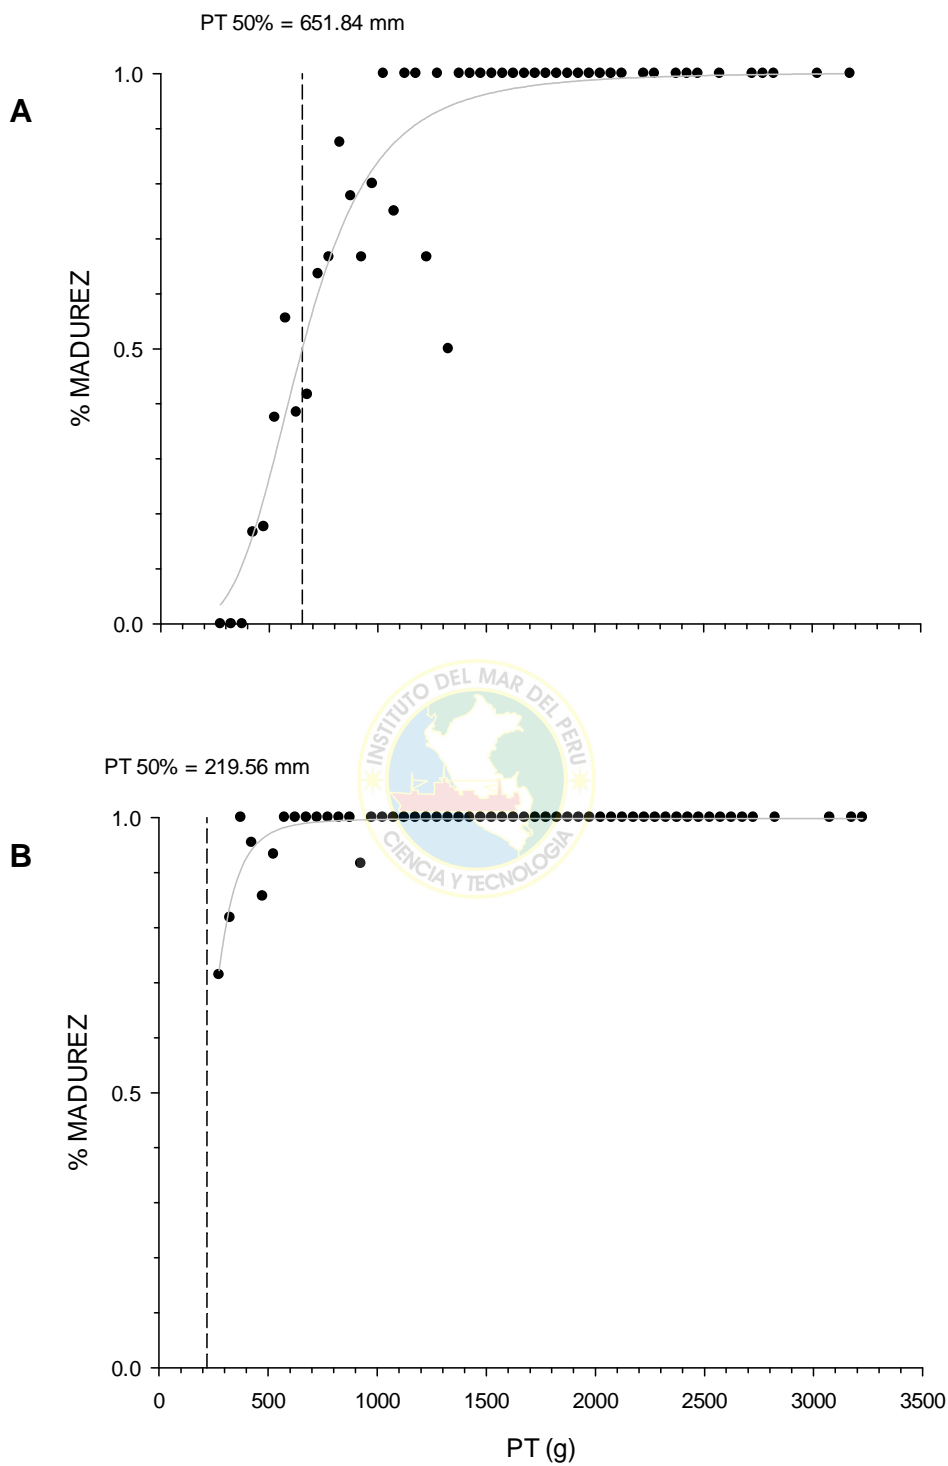 PT 50% = 651.84 mm
A
1.0
0.5
0.0
% MADUREZ
INSTITUTO DEL MAR DEL PERU
CIENCIA Y TECNOLOGIA
PT 50% = 219.56 mm
B
1.0
0.5
0.0
% MADUREZ
0 500 1000 1500 2000 2500 3000 3500
PT (g)